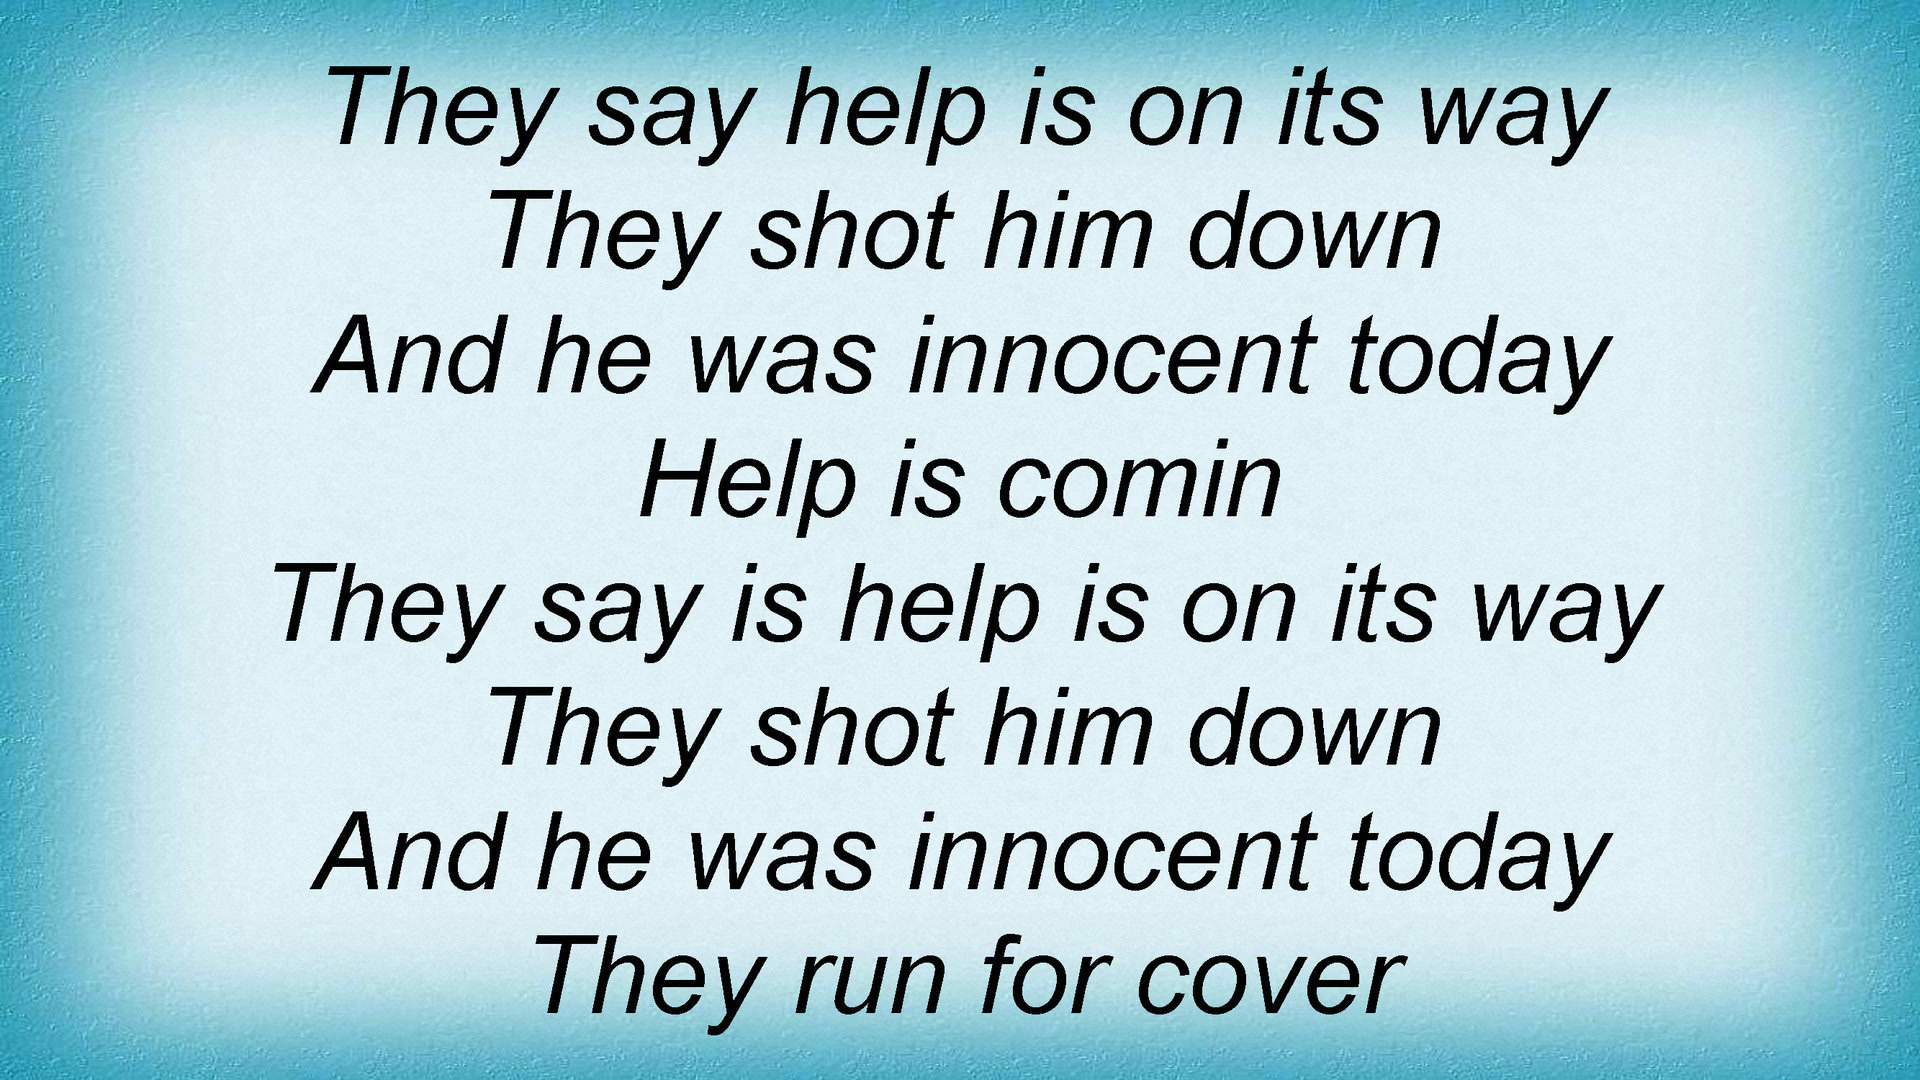 They say help is on its way
They shot him down
And he was innocent today
Help is comin
They say is help is on its way
They shot him down
And he was innocent today
They run for cover